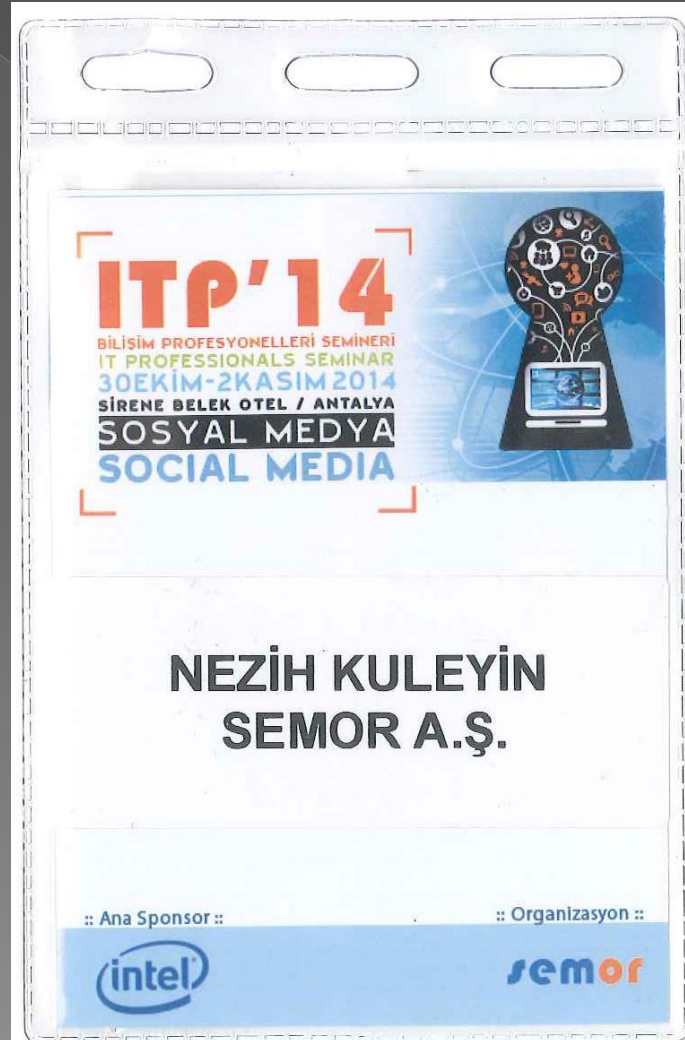 ITP'14
BİLİŞİM PROFESYONELLERİ SEMİNERİ
IT PROFESSIONALS SEMINAR
30EKİM-2KASIM2014
SİRENE BELEK OTEL / ANTALYA
SOSYAL MEDYA
SOCIAL MEDIA
NEZİH KULEYİN
SEMOR A.Ş.
:: Ana Sponsor ::
:: Organizasyon ::
intel
semor